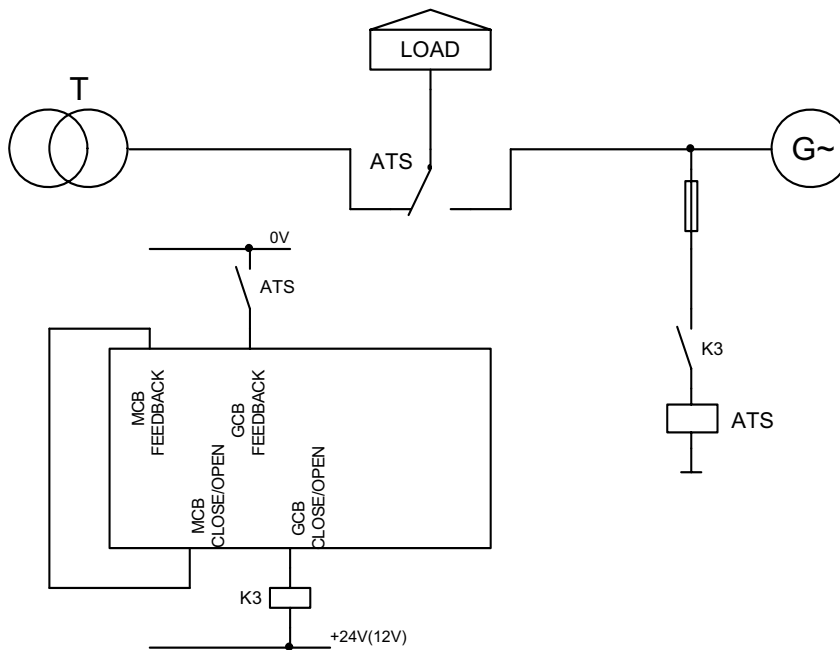 LOAD
T
ATS
G~
0V
ATS
K3
MCB
FEEDBACK
GCB
FEEDBACK
ATS
MCB
CLOSE/OPEN
GCB
CLOSE/OPEN
K3
+24V(12V)